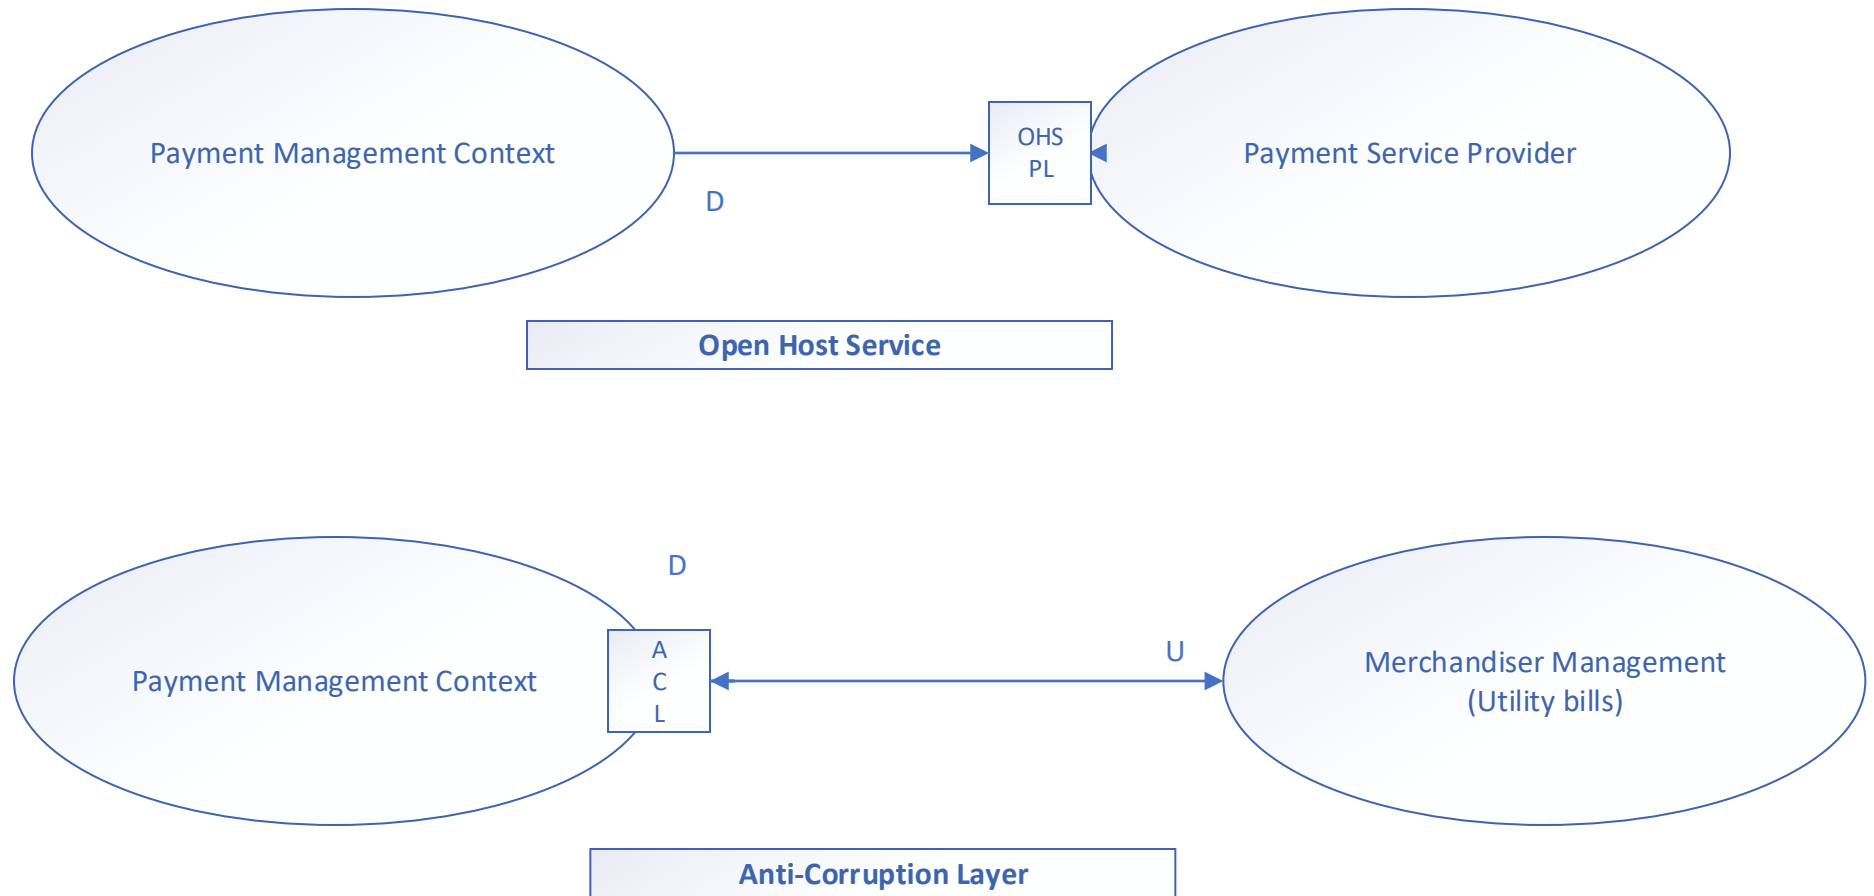 Payment Management Context
OHS
PL
Payment Service Provider
D
Open Host Service
D
Payment Management Context
A
C
L
U
Merchandiser Management
(Utility bills)
Anti-Corruption Layer